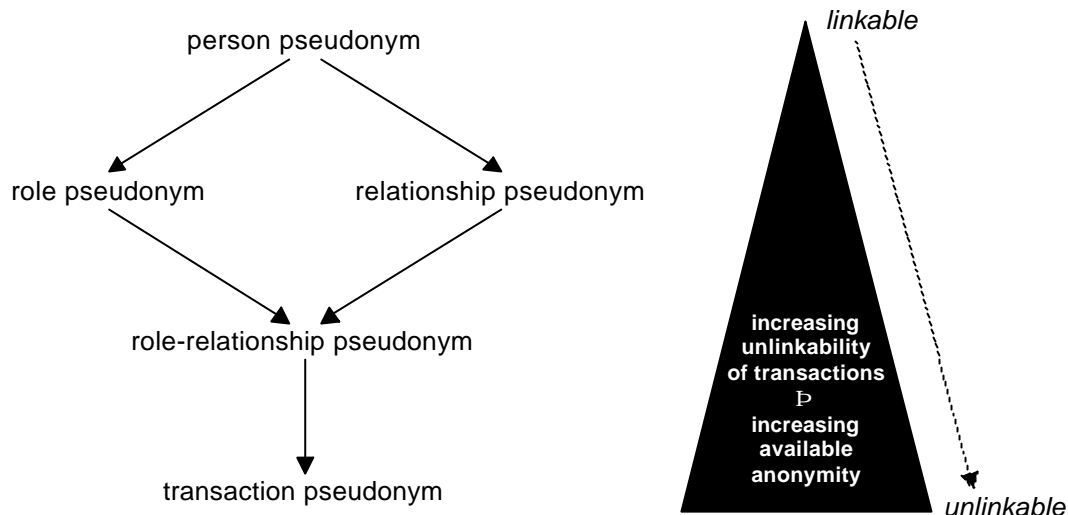 person pseudonym
role pseudonym
relationship pseudonym
role-relationship pseudonym
transaction pseudonym
linkable
increasing
unlinkability
of transactions
Þ
increasing
available
anonymity
unlinkable